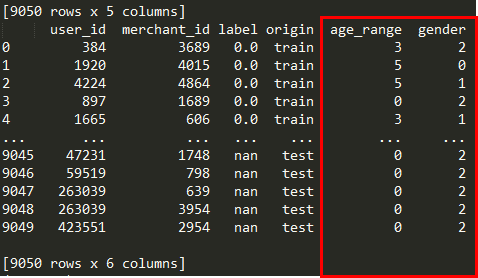 [9050 rows x 5 columns]
user_id merchant_id label origin age_range gender
0 384 3689 0.0 train 3 2
1 1920 4015 0.0 train 5 0
2 4224 4864 0.0 train 5 1
3 897 1689 0.0 train 0 2
4 1665 606 0.0 train 3 1
... ... ... ... ... ... ...
9045 47231 1748 nan test 0 2
9046 59519 798 nan test 0 2
9047 263039 639 nan test 0 2
9048 263039 3954 nan test 0 2
9049 423551 2954 nan test 0 2
[9050 rows x 6 columns]